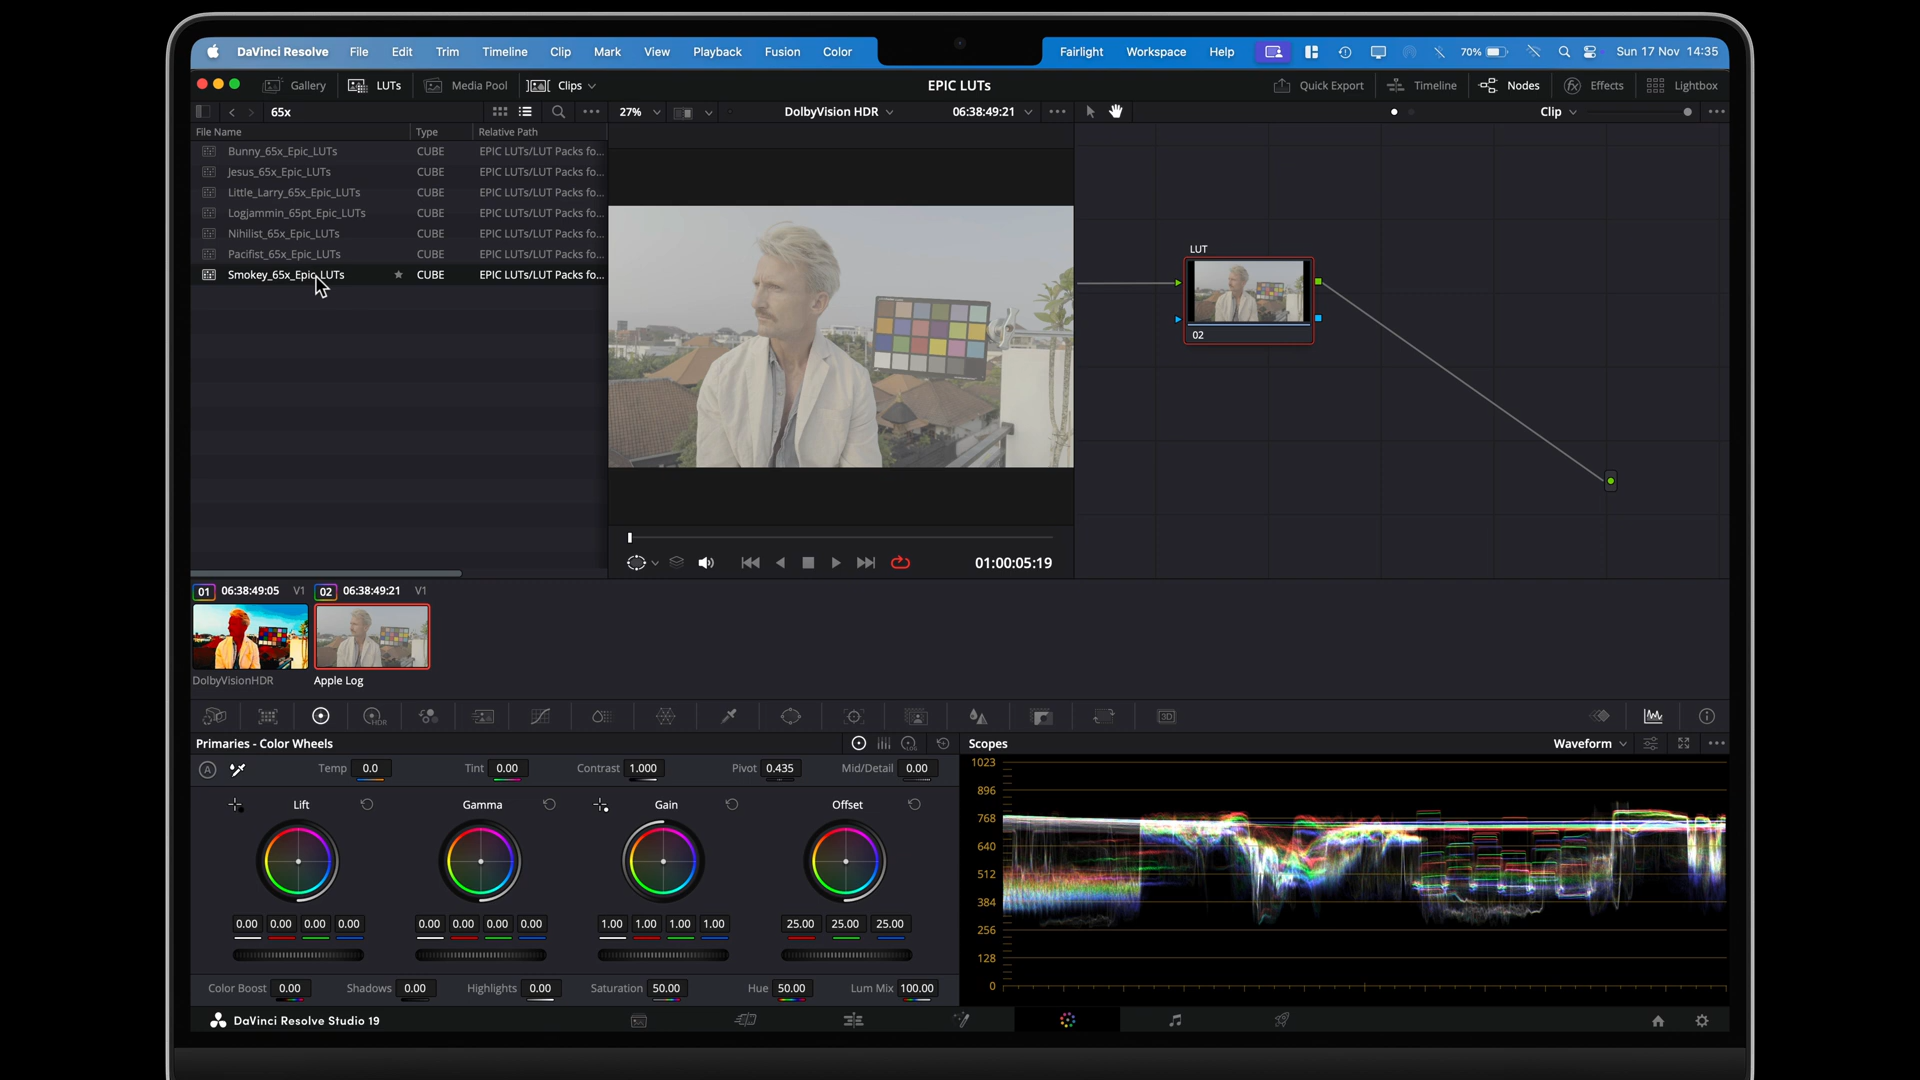 DaVinci Resolve File Edit Trim Timeline Clip Mark View Playback Fusion Color Fairlight Workspace Help 70% Sun 17 Nov 14:35
Gallery LUTs Media Pool Clips EPIC LUTs Quick Export Timeline Nodes Effects Lightbox
65x 27% DolbyVision HDR 06:38:49:21 Clip
File Name Type Relative Path
Bunny_65x_Epic_LUTs CUBE EPIC LUTs/LUT Packs fo...
Jesus_65x_Epic_LUTs CUBE EPIC LUTs/LUT Packs fo...
Little_Larry_65x_Epic_LUTs CUBE EPIC LUTs/LUT Packs fo...
Logjammin_65pt_Epic_LUTs CUBE EPIC LUTs/LUT Packs fo...
Nihilist_65x_Epic_LUTs CUBE EPIC LUTs/LUT Packs fo...
Pacifist_65x_Epic_LUTs CUBE EPIC LUTs/LUT Packs fo...
Smokey_65x_Epic_LUTs CUBE EPIC LUTs/LUT Packs fo...
LUT
02
01:00:05:19
01 06:38:49:05 V1 02 06:38:49:21 V1
DolbyVisionHDR Apple Log
HDR 3D
Primaries - Color Wheels LOG Scopes Waveform
A Temp 0.0 Tint 0.00 Contrast 1.000 Pivot 0.435 Mid/Detail 0.00
Lift Gamma Gain Offset
0.00 0.00 0.00 0.00 0.00 0.00 0.00 0.00 1.00 1.00 1.00 1.00 25.00 25.00 25.00
Color Boost 0.00 Shadows 0.00 Highlights 0.00 Saturation 50.00 Hue 50.00 Lum Mix 100.00
1023
896
768
640
512
384
256
128
0
DaVinci Resolve Studio 19